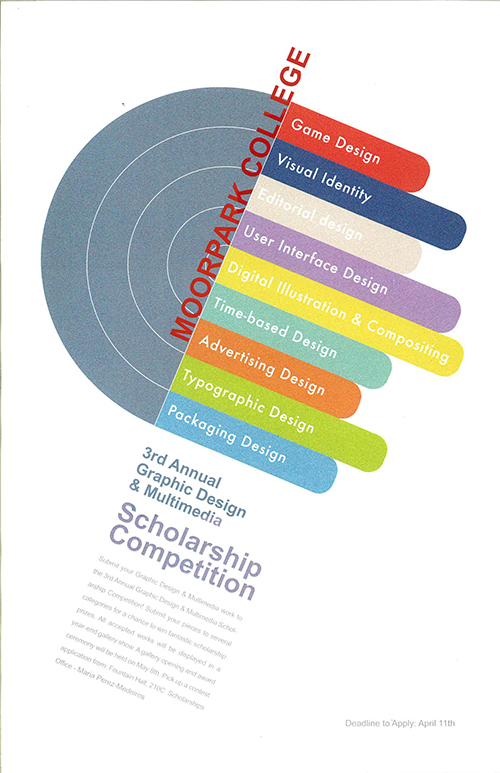 MOORPARK COLLEGE
Game Design
Visual Identity
Editorial design
User Interface Design
Digital Illustration & Compositing
Time-based Design
Advertising Design
Typographic Design
Packaging Design
3rd Annual
Graphic Design
& Multimedia
Scholarship
Competition
Submit your Graphic Design & Multimedia work to
the 3rd Annual Graphic Design & Multimedia Schol-
arship Competition! Submit your pieces to several
categories for a chance to win fantastic scholarship
prizes. All accepted works will be displayed in a
year-end gallery show. A gallery opening and award
ceremony will be held on May 8th. Pick up a contest
application from: Fountain Hall, 210C Scholarships
Office - Maria Perez-Medeiros
Deadline to Apply: April 11th